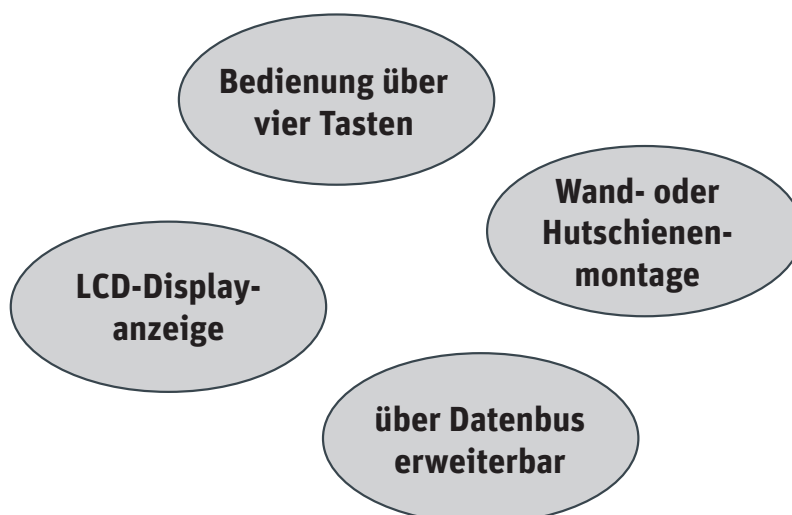 Bedienung über
vier Tasten
Wand- oder
Hutschienen-
montage
LCD-Display-
anzeige
über Datenbus
erweiterbar